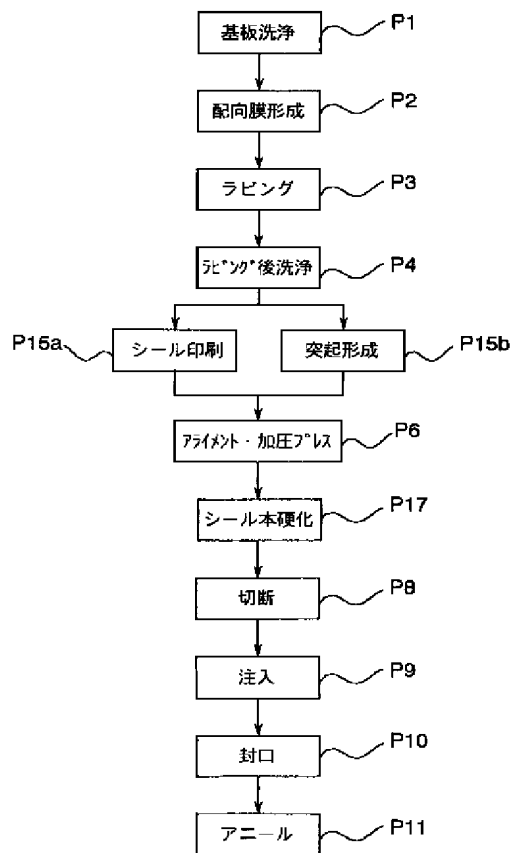 基板洗浄 P1
配向膜形成 P2
ラビング P3
ﾗﾋﾞﾝｸﾞ後洗浄 P4
P15a シール印刷 突起形成 P15b
ｱﾗｲﾒﾝﾄ・加圧ﾌﾟﾚｽ P6
シール本硬化 P17
切断 P8
注入 P9
封口 P10
アニール P11